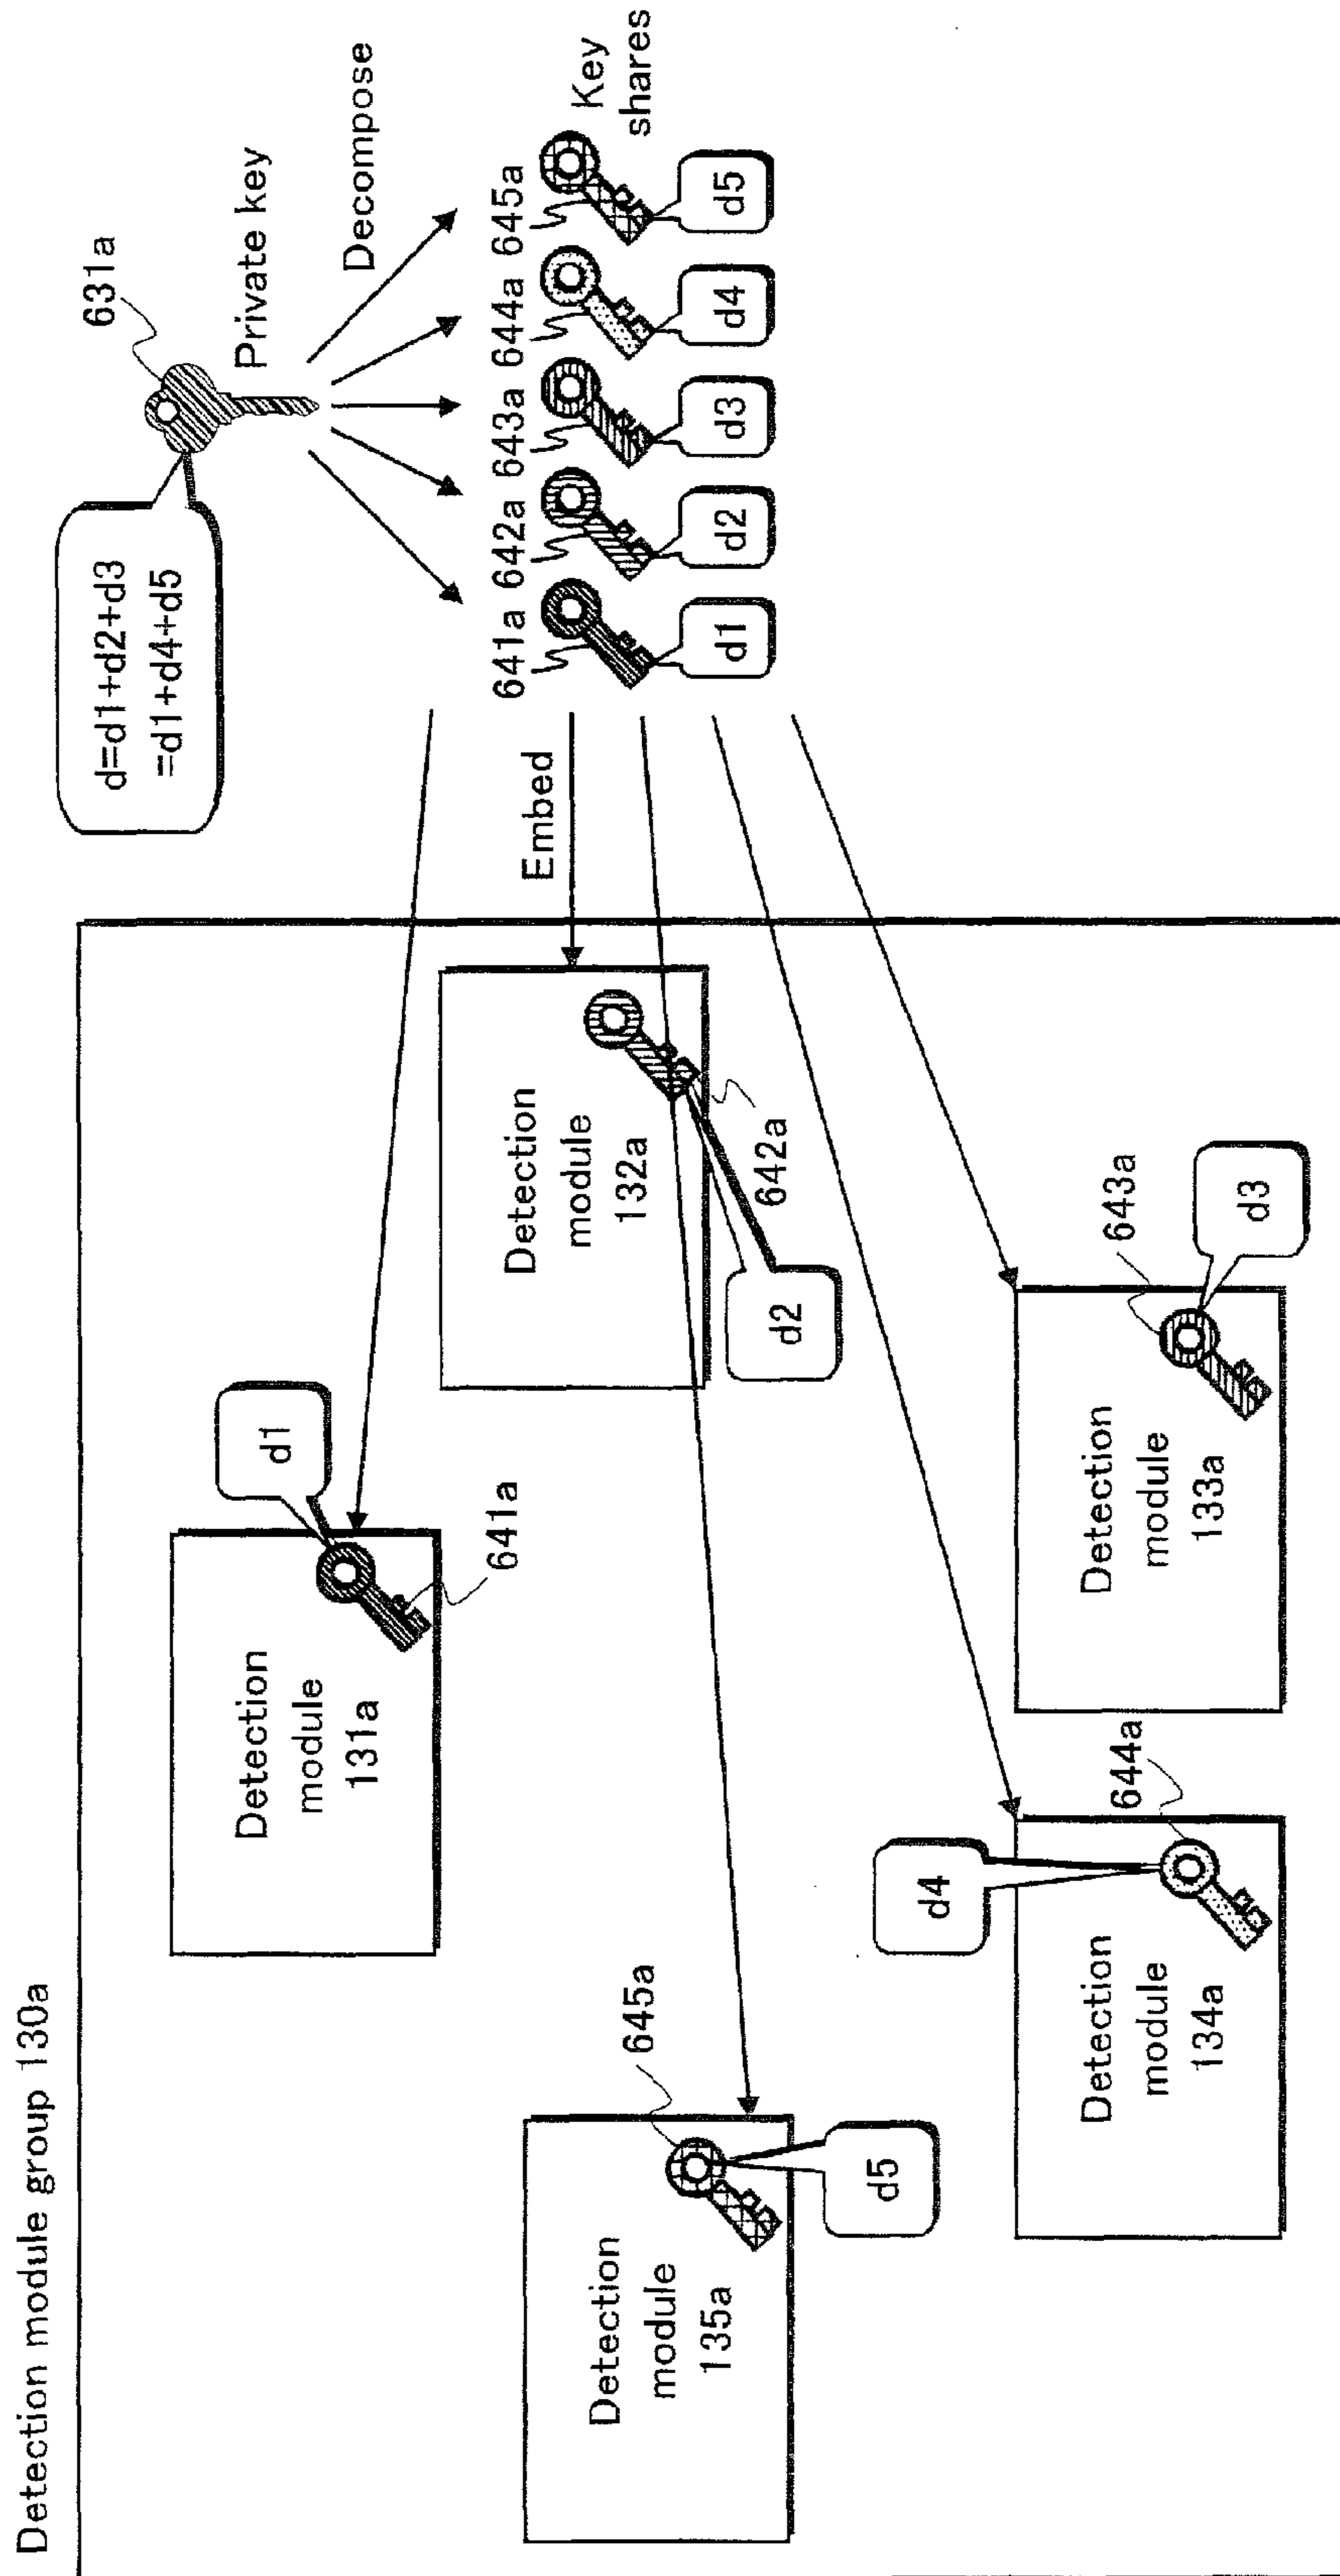 Detection module group 130a
631a
Private key
d=d1+d2+d3
=d1+d4+d5
Decompose
641a 642a 643a 644a 645a
Key
shares
d1
d2
d3
d4
d5
Embed
Detection
module
131a
d1
641a
Detection
module
132a
d2
642a
Detection
module
135a
645a
d5
Detection
module
134a
d4
644a
Detection
module
133a
643a
d3